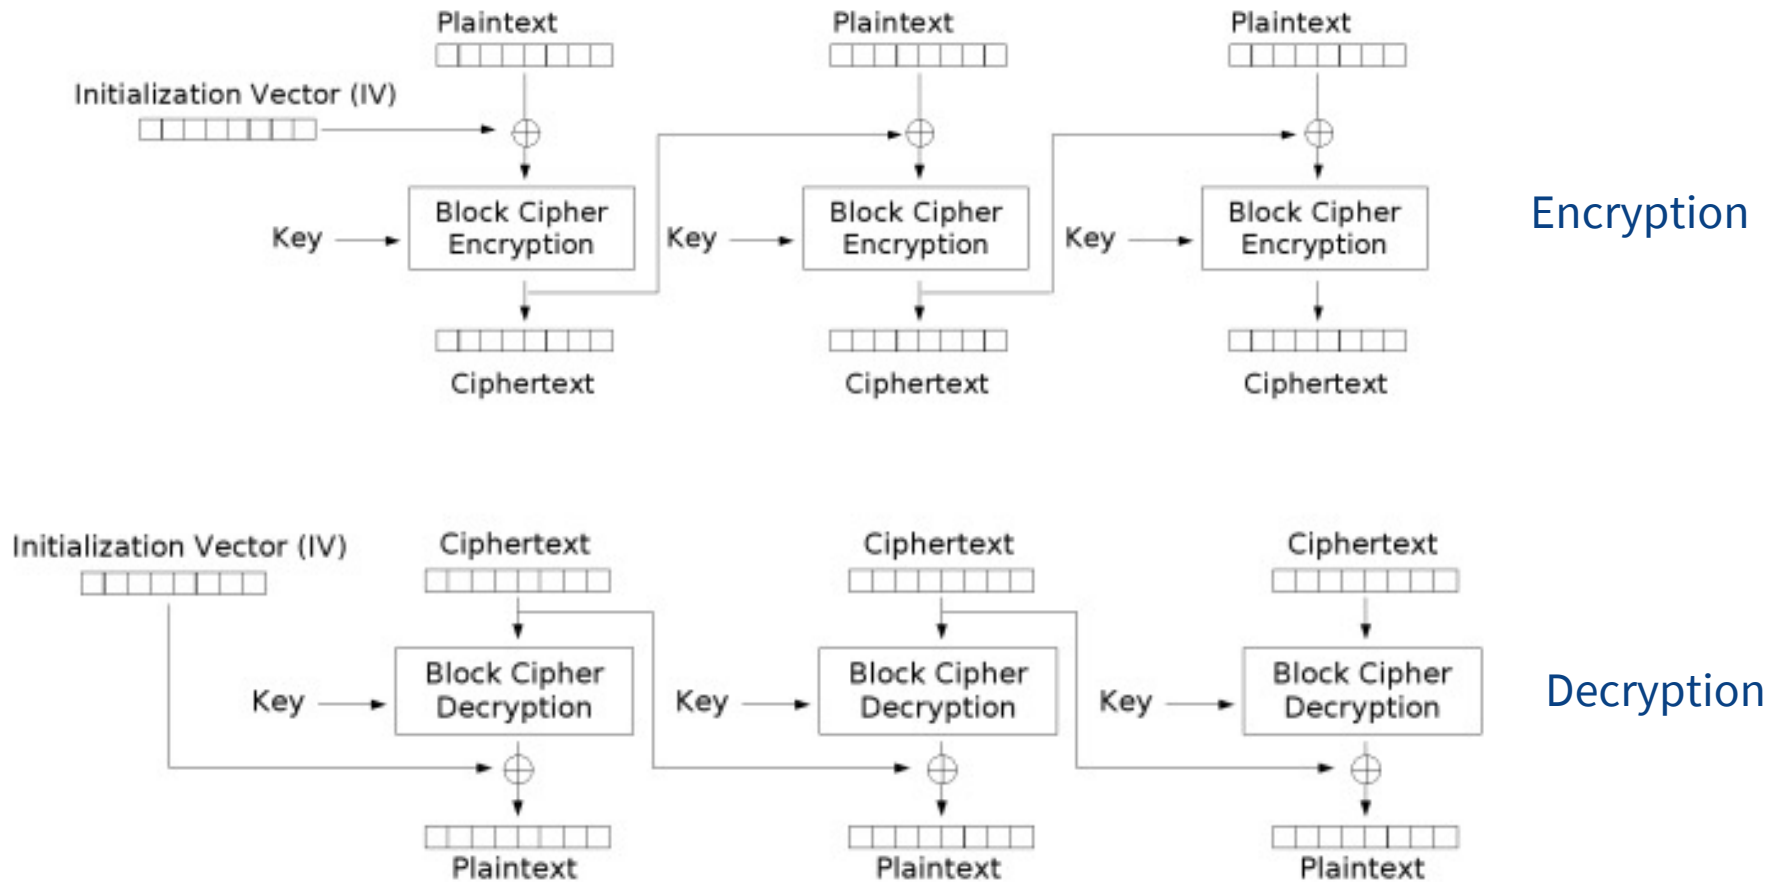 Plaintext
Plaintext
Plaintext
Initialization Vector (IV)
Block Cipher
Encryption
Block Cipher
Encryption
Block Cipher
Encryption
Encryption
Key
Key
Key
Ciphertext
Ciphertext
Ciphertext
Initialization Vector (IV)
Ciphertext
Ciphertext
Ciphertext
Block Cipher
Decryption
Block Cipher
Decryption
Block Cipher
Decryption
Decryption
Key
Key
Key
Plaintext
Plaintext
Plaintext